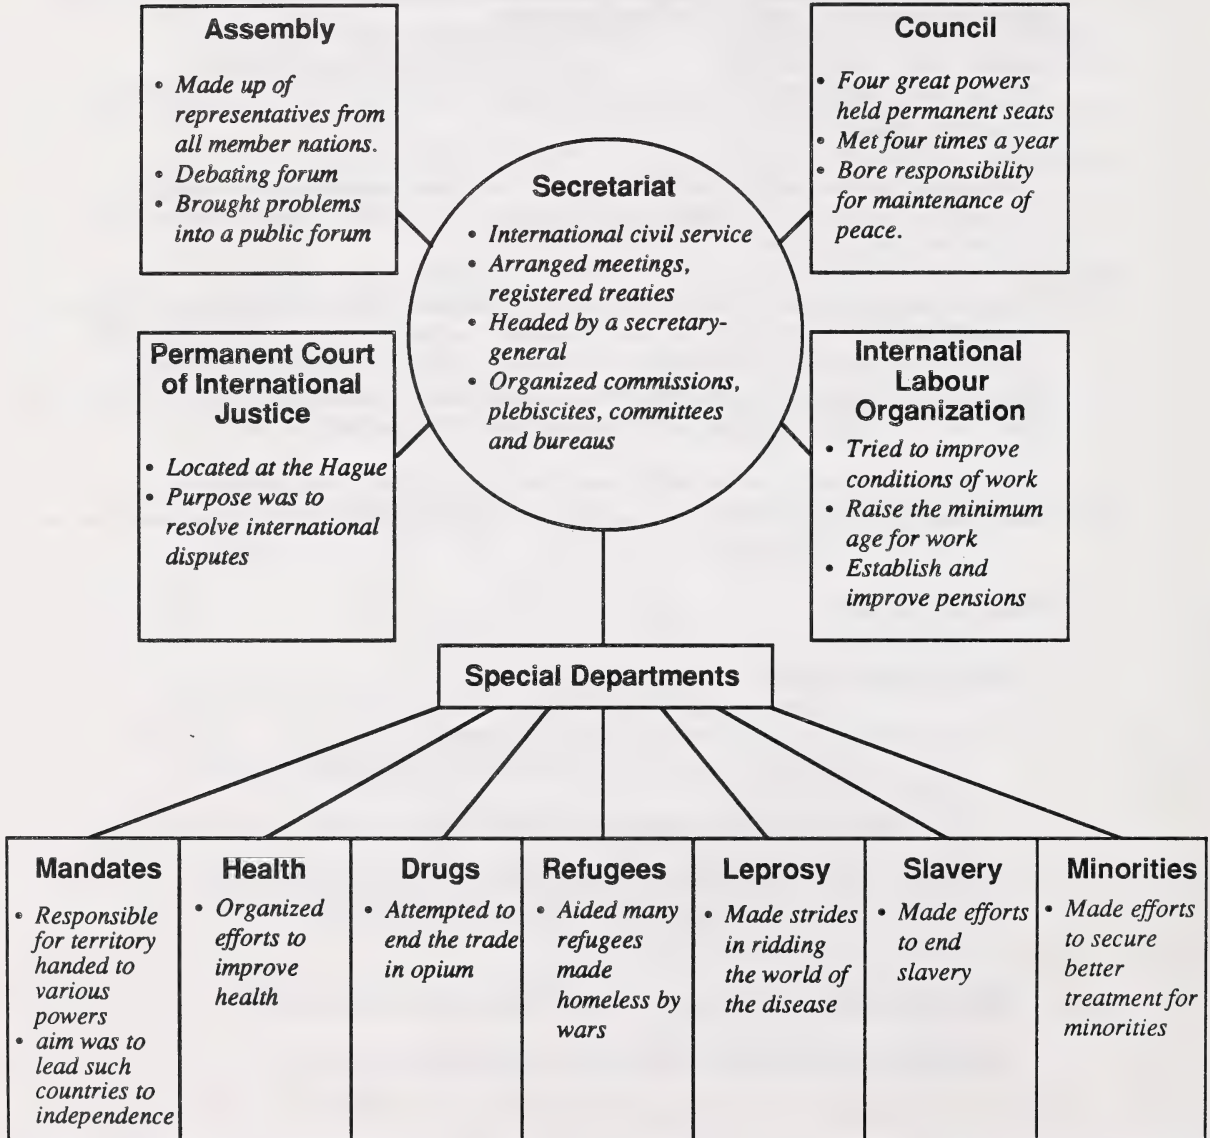 Assembly
• Made up of
representatives from
all member nations.
• Debating forum
• Brought problems
into a public forum
Council
• Four great powers
held permanent seats
• Met four times a year
• Bore responsibility
for maintenance of
peace.
Secretariat
• International civil service
• Arranged meetings,
registered treaties
• Headed by a secretary-
general
• Organized commissions,
plebiscites, committees
and bureaus
Permanent Court
of International
Justice
• Located at the Hague
• Purpose was to
resolve international
disputes
International
Labour
Organization
• Tried to improve
conditions of work
• Raise the minimum
age for work
• Establish and
improve pensions
Special Departments
Mandates
• Responsible
for territory
handed to
various
powers
• aim was to
lead such
countries to
independence
Health
• Organized
efforts to
improve
health
Drugs
• Attempted to
end the trade
in opium
Refugees
• Aided many
refugees
made
homeless by
wars
Leprosy
• Made strides
in ridding
the world of
the disease
Slavery
• Made efforts
to end
slavery
Minorities
• Made efforts
to secure
better
treatment for
minorities